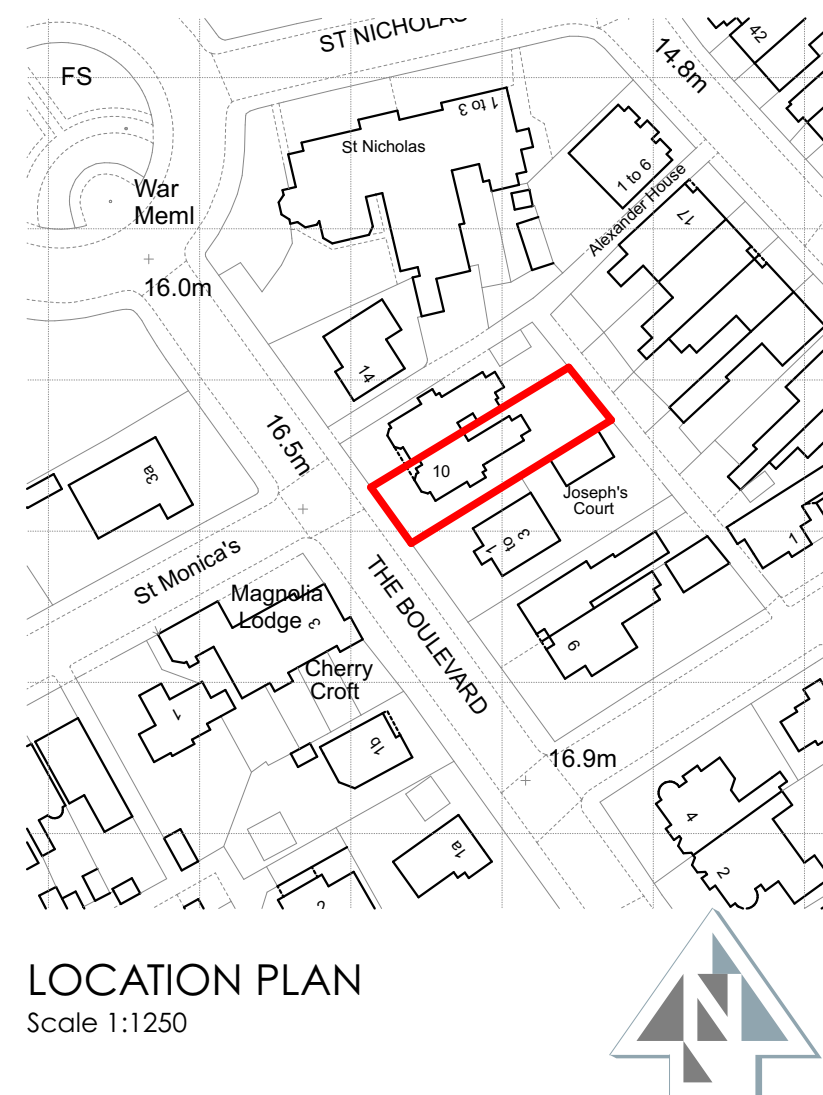 ST NICHOLAS
42
14.8m
FS
1 to 3
St Nicholas
1 to 6
Alexander House
War
Meml
17
16.0m
14
16.5m
10
3a
Joseph's
Court
1 to 3
1
St Monica's
THE BOULEVARD
Magnolia
Lodge
3
9
Cherry
Croft
1
1b
16.9m
4
1a
2
LOCATION PLAN
Scale 1:1250
N